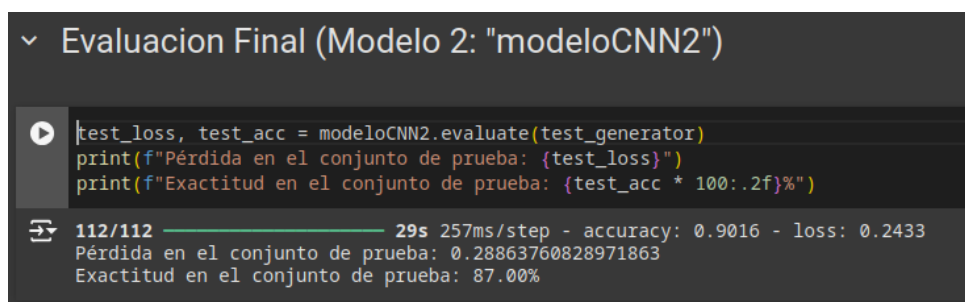 Evaluacion Final (Modelo 2: "modeloCNN2")
test_loss, test_acc = modeloCNN2.evaluate(test_generator)
print(f"Pérdida en el conjunto de prueba: {test_loss}")
print(f"Exactitud en el conjunto de prueba: {test_acc * 100:.2f}%")
112/112 ━━━━━━━━━━━━━━━━━━━━ 29s 257ms/step - accuracy: 0.9016 - loss: 0.2433
Pérdida en el conjunto de prueba: 0.28863760828971863
Exactitud en el conjunto de prueba: 87.00%